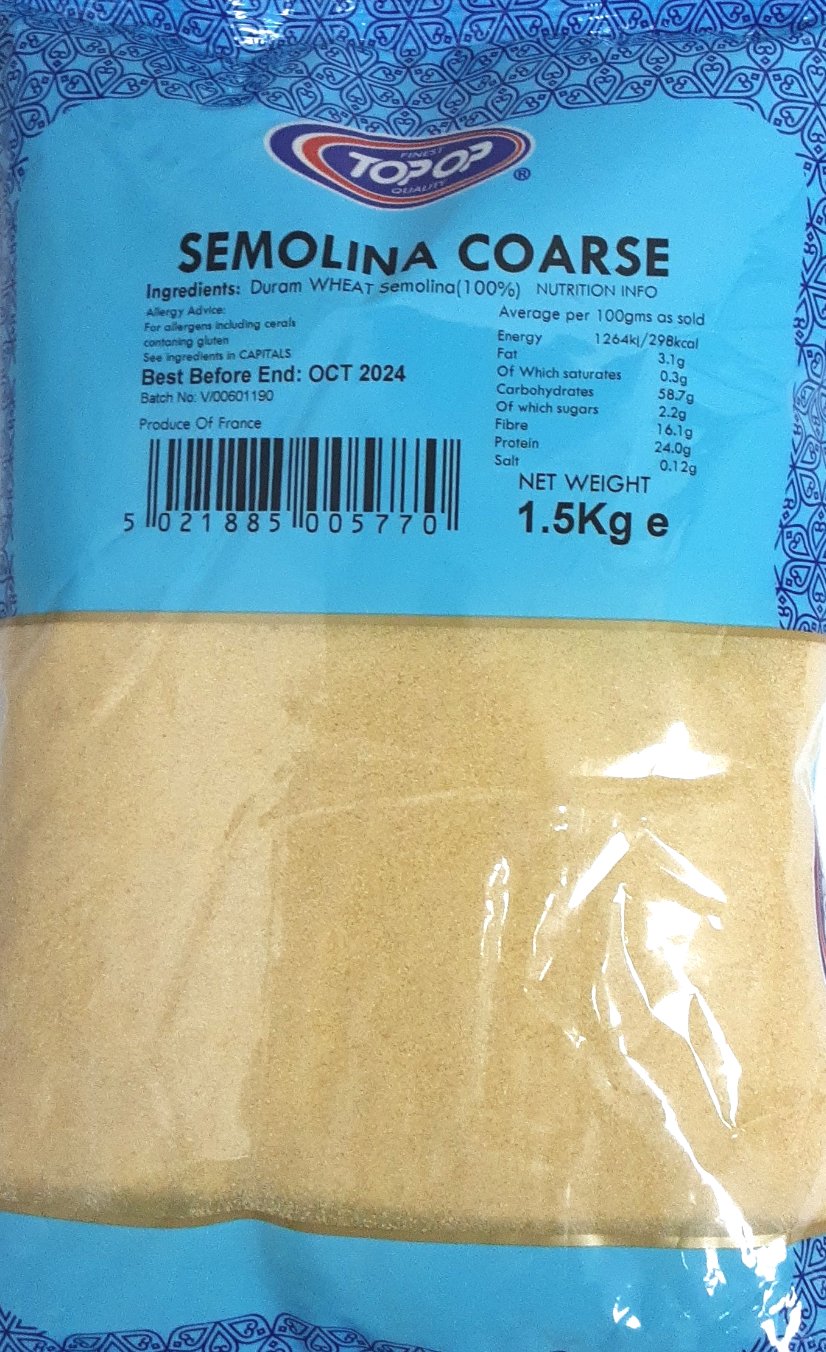 FINEST
TOPOP
QUALITY
®
SEMOLINA COARSE
Ingredients: Duram WHEAT Semolina(100%)
Allergy Advice:
For allergens including cerals
contaning gluten
See ingredients in CAPITALS
Best Before End: OCT 2024
Batch No: V/00601190
Produce Of France
5 021885 005770
NUTRITION INFO
Average per 100gms as sold
Energy 1264kj/298kcal
Fat 3.1g
Of Which saturates 0.3g
Carbohydrates 58.7g
Of which sugars 2.2g
Fibre 16.1g
Protein 24.0g
Salt 0.12g
NET WEIGHT
1.5Kg e